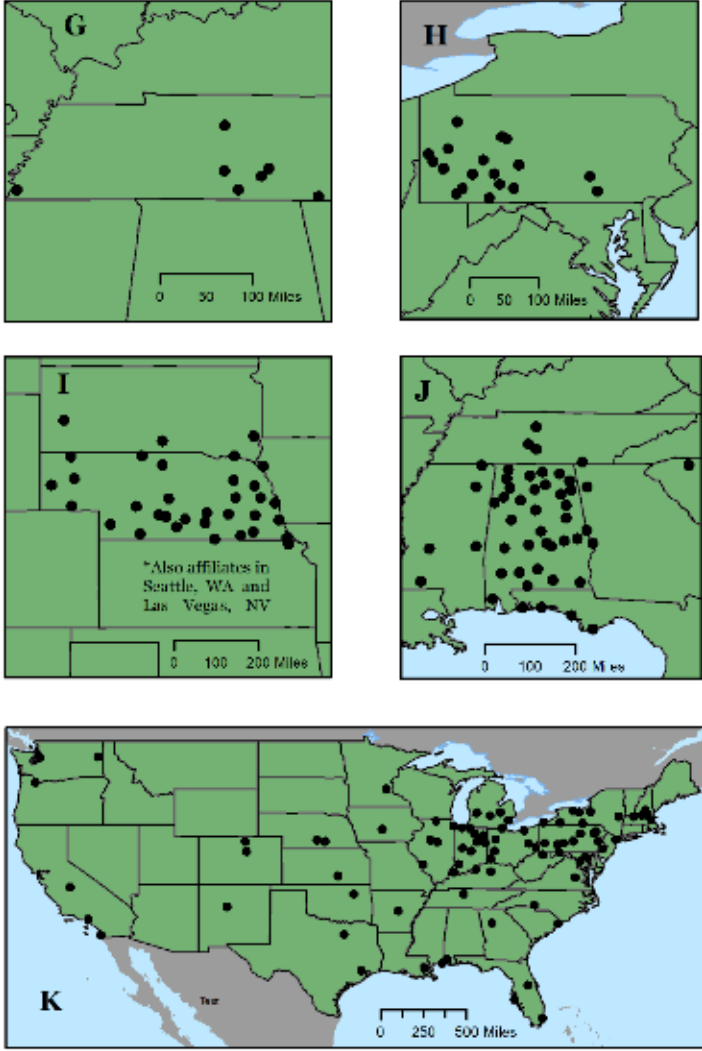 G
0 50 100 Miles
H
0 50 100 Miles
I
*Also affiliates in
Seattle, WA and
Las Vegas, NV
0 100 200 Miles
J
0 100 200 Miles
K
Test
0 250 500 Miles